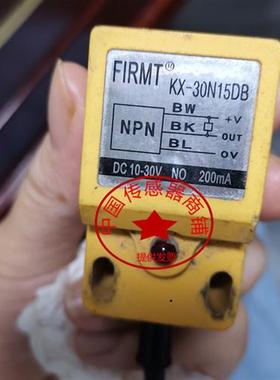 FIRMT® KX-30N15DB
NPN
BW +V
BK OUT
BL 0V
DC 10-30V NO 200mA
中国传感器商铺
提供发票